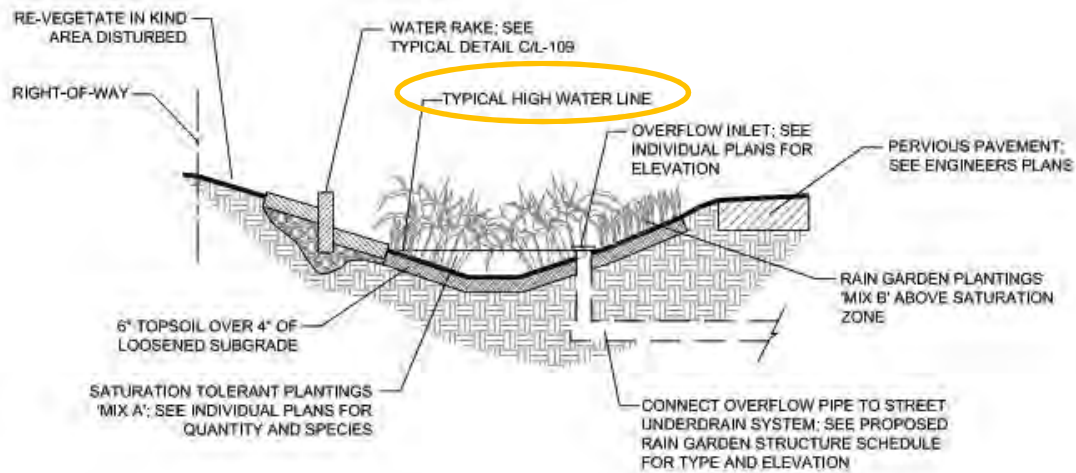 RE-VEGETATE IN KIND
AREA DISTURBED
WATER RAKE; SEE
TYPICAL DETAIL C/L-109
RIGHT-OF-WAY
TYPICAL HIGH WATER LINE
OVERFLOW INLET; SEE
INDIVIDUAL PLANS FOR
ELEVATION
PERVIOUS PAVEMENT;
SEE ENGINEERS PLANS
RAIN GARDEN PLANTINGS
'MIX B' ABOVE SATURATION
ZONE
6" TOPSOIL OVER 4" OF
LOOSENED SUBGRADE
SATURATION TOLERANT PLANTINGS
'MIX A'; SEE INDIVIDUAL PLANS FOR
QUANTITY AND SPECIES
CONNECT OVERFLOW PIPE TO STREET
UNDERDRAIN SYSTEM; SEE PROPOSED
RAIN GARDEN STRUCTURE SCHEDULE
FOR TYPE AND ELEVATION